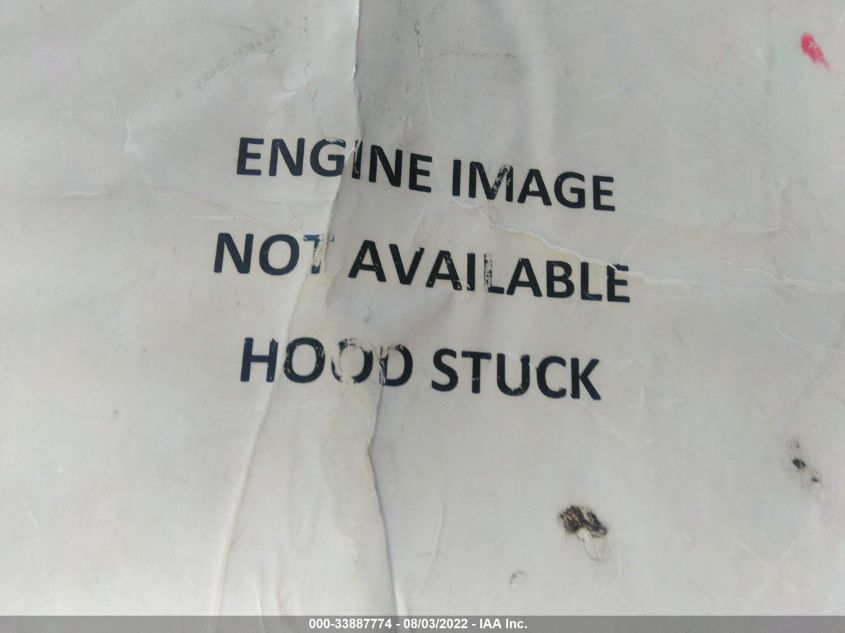 ENGINE IMAGE
NOT AVAILABLE
HOOD STUCK
000-33887774 - 08/03/2022 - IAA Inc.